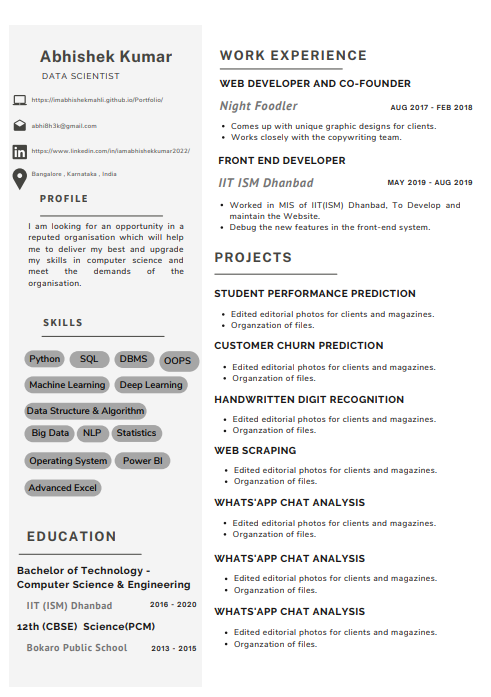 Abhishek Kumar
DATA SCIENTIST
https://imabhishekmahli.github.io/Portfolio/
abhi8h3k@gmail.com
https://www.linkedin.com/in/iamabhishekkumar2022/
Bangalore , Karnataka , India
PROFILE
I am looking for an opportunity in a
reputed organisation which will help
me to deliver my best and upgrade
my skills in computer science and
meet the demands of the
organisation.
SKILLS
Python SQL DBMS OOPS
Machine Learning Deep Learning
Data Structure & Algorithm
Big Data NLP Statistics
Operating System Power BI
Advanced Excel
EDUCATION
Bachelor of Technology -
Computer Science & Engineering
IIT (ISM) Dhanbad 2016 - 2020
12th (CBSE) Science(PCM)
Bokaro Public School 2013 - 2015
WORK EXPERIENCE
WEB DEVELOPER AND CO-FOUNDER
Night Foodler AUG 2017 - FEB 2018
• Comes up with unique graphic designs for clients.
• Works closely with the copywriting team.
FRONT END DEVELOPER
IIT ISM Dhanbad MAY 2019 - AUG 2019
• Worked in MIS of IIT(ISM) Dhanbad, To Develop and
maintain the Website.
• Debug the new features in the front-end system.
PROJECTS
STUDENT PERFORMANCE PREDICTION
• Edited editorial photos for clients and magazines.
• Organzation of files.
CUSTOMER CHURN PREDICTION
• Edited editorial photos for clients and magazines.
• Organzation of files.
HANDWRITTEN DIGIT RECOGNITION
• Edited editorial photos for clients and magazines.
• Organzation of files.
WEB SCRAPING
• Edited editorial photos for clients and magazines.
• Organzation of files.
WHATS'APP CHAT ANALYSIS
• Edited editorial photos for clients and magazines.
• Organzation of files.
WHATS'APP CHAT ANALYSIS
• Edited editorial photos for clients and magazines.
• Organzation of files.
WHATS'APP CHAT ANALYSIS
• Edited editorial photos for clients and magazines.
• Organzation of files.